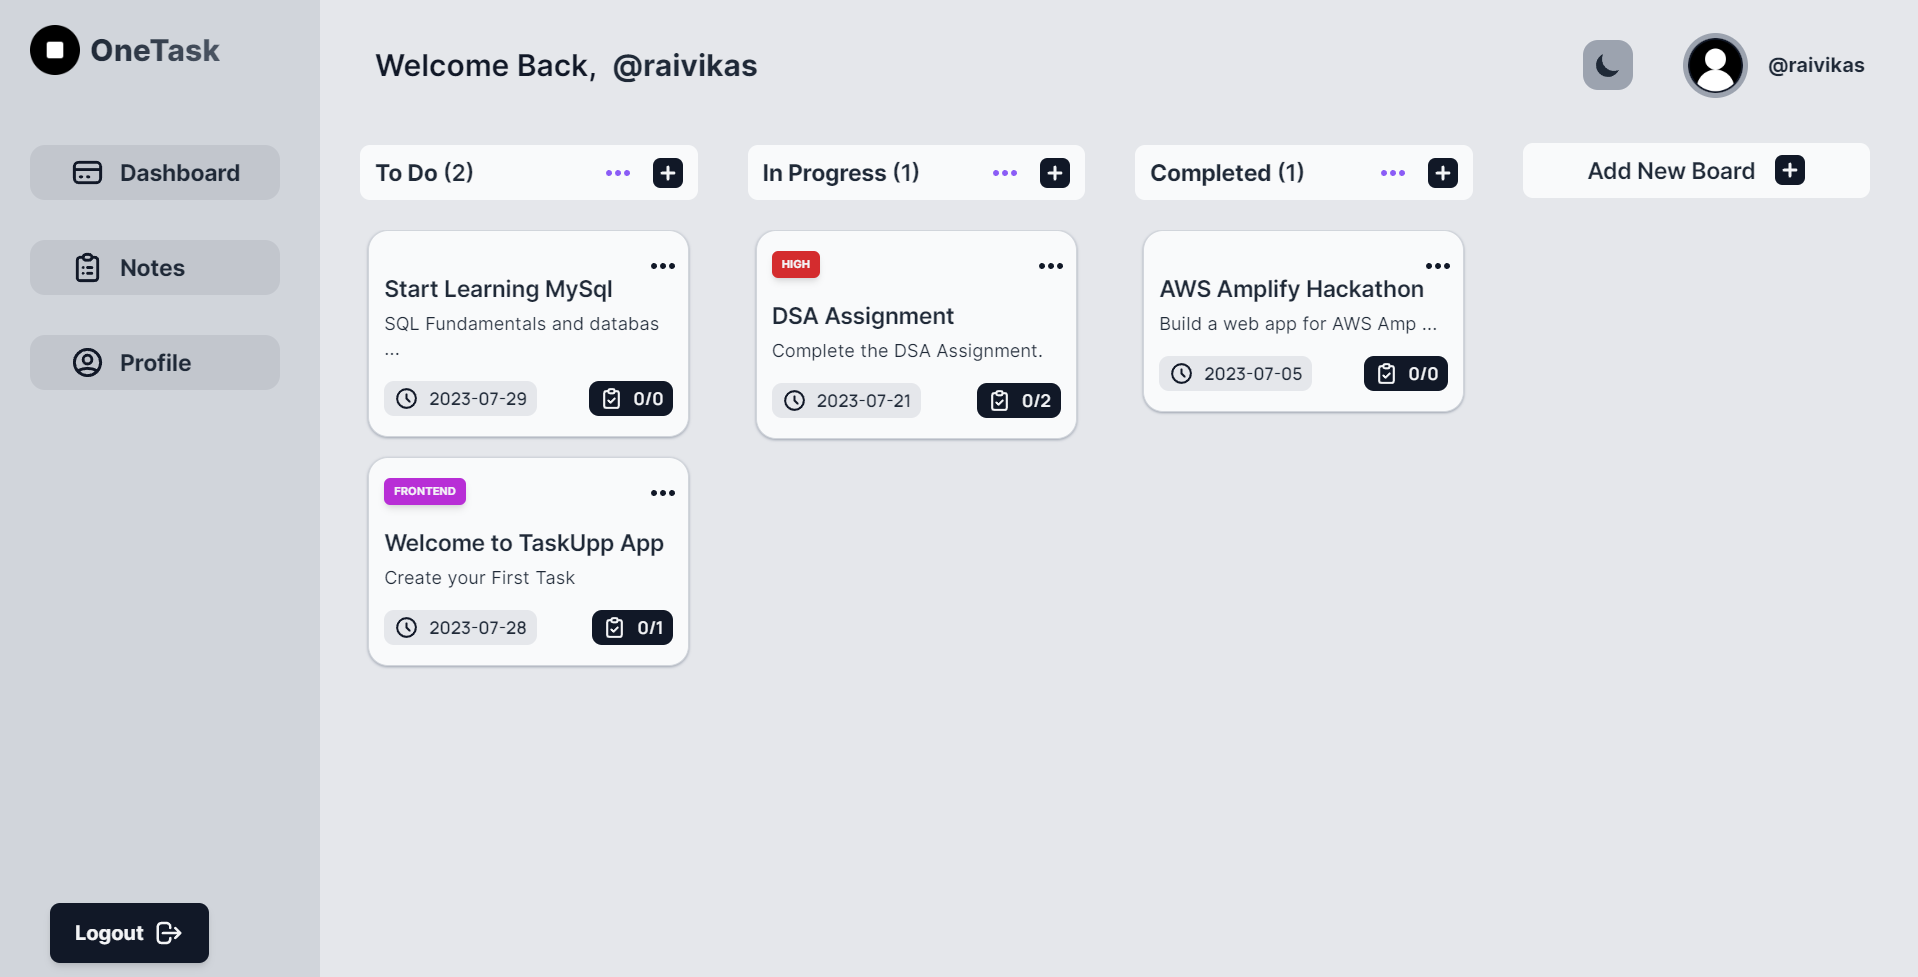 OneTask
Dashboard
Notes
Profile
Logout
Welcome Back, @raivikas
@raivikas
To Do (2)
Start Learning MySql
SQL Fundamentals and databas
...
2023-07-29
0/0
FRONTEND
Welcome to TaskUpp App
Create your First Task
2023-07-28
0/1
In Progress (1)
HIGH
DSA Assignment
Complete the DSA Assignment.
2023-07-21
0/2
Completed (1)
AWS Amplify Hackathon
Build a web app for AWS Amp ...
2023-07-05
0/0
Add New Board